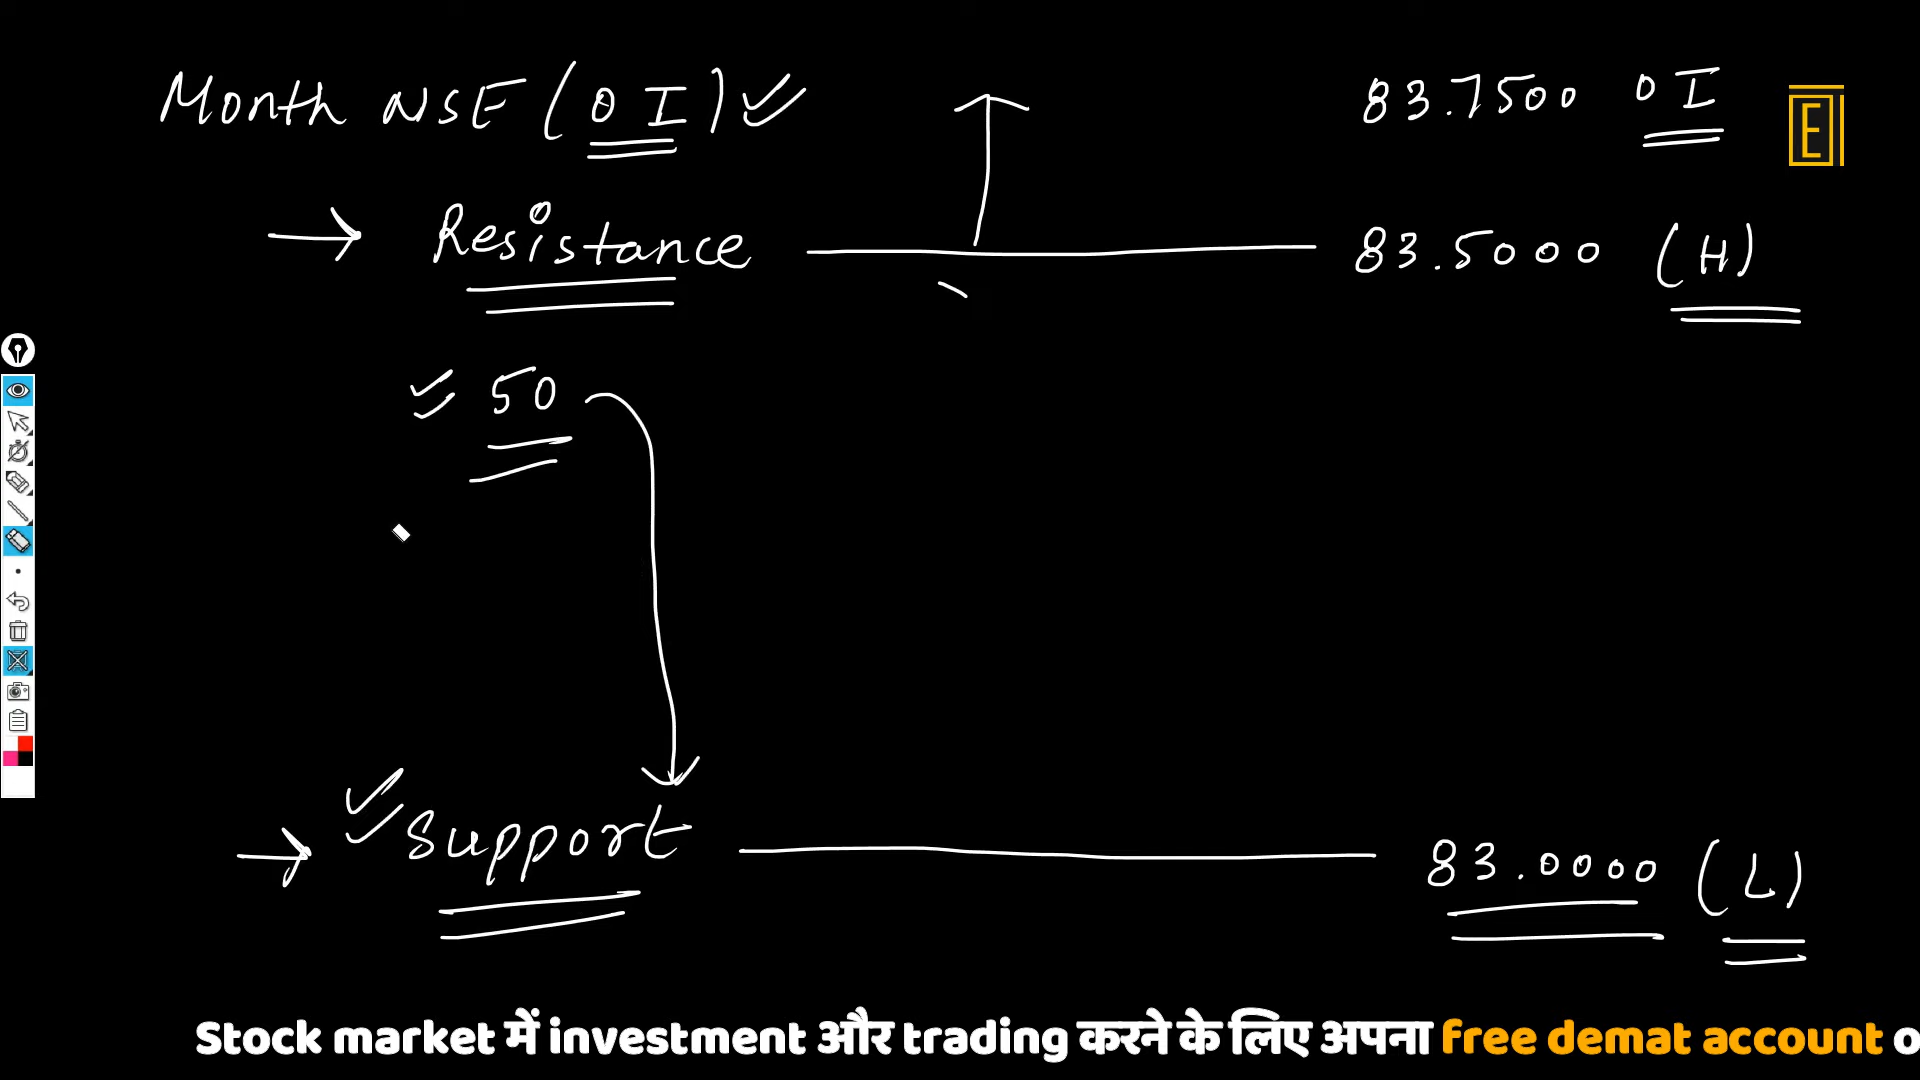 Month NSE (OI)
83.7500 OI
Resistance
83.5000 (H)
50
Support
83.0000 (L)
Stock market में investment और trading करने के लिए अपना free demat account o